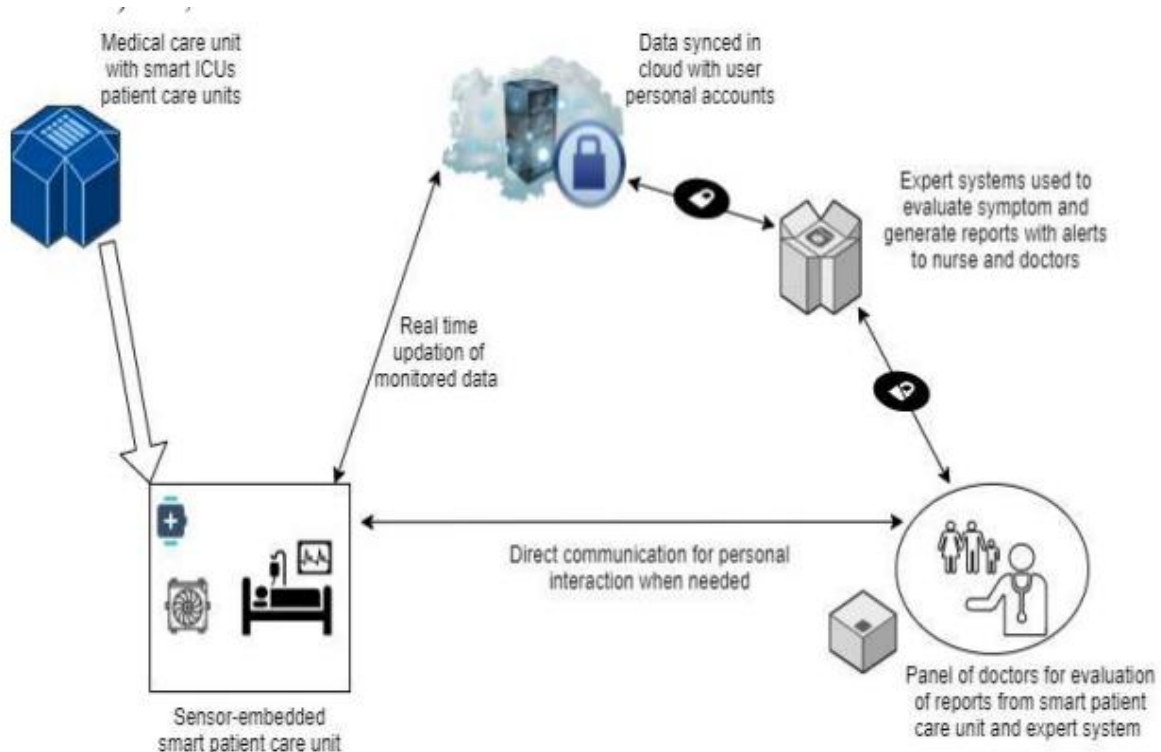 Medical care unit
with smart ICUs
patient care units
Data synced in
cloud with user
personal accounts
Expert systems used to
evaluate symptom and
generate reports with alerts
to nurse and doctors
Real time
updation of
monitored data
Direct communication for personal
interaction when needed
Sensor-embedded
smart patient care unit
Panel of doctors for evaluation
of reports from smart patient
care unit and expert system